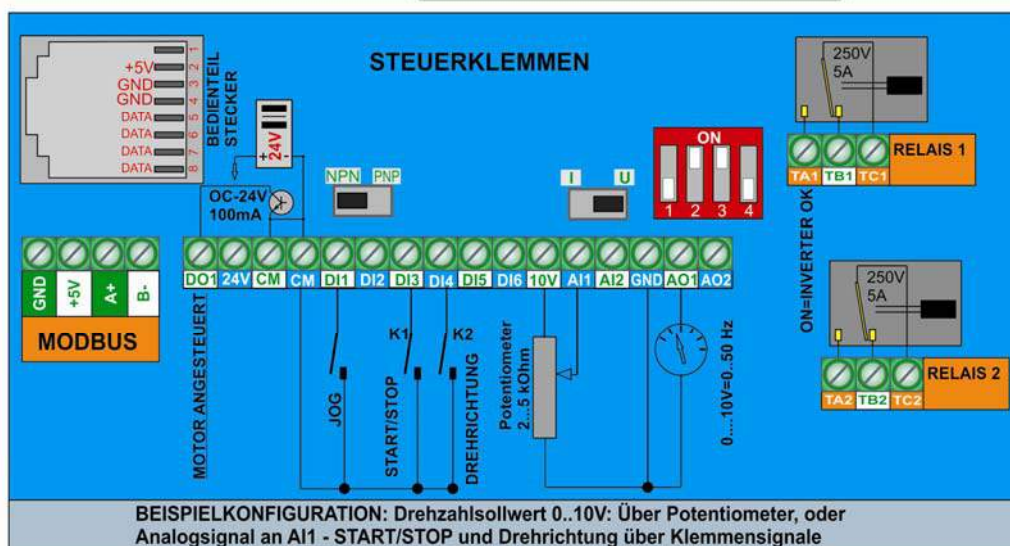 STEUERKLEMMEN
1
+5V 2
GND 3
GND 4
DATA 5
DATA 6
DATA 7
DATA 8
BEDIENTEIL
STECKER
+ -
24V
OC-24V
100mA
NPN PNP
I U
ON
1 2 3 4
250V
5A
RELAIS 1
TA1 TB1 TC1
ON=INVERTER OK
250V
5A
RELAIS 2
TA2 TB2 TC2
GND +5V A+ B-
MODBUS
DO1 24V CM CM DI1 DI2 DI3 DI4 DI5 DI6 10V AI1 AI2 GND AO1 AO2
MOTOR ANGESTEUERT
JOG
K1
START/STOP
K2
DREHRICHTUNG
Potentiometer
2...5 kOhm
0....10V=0..50 Hz
BEISPIELKONFIGURATION: Drehzahlsollwert 0..10V: Über Potentiometer, oder
Analogsignal an AI1 - START/STOP und Drehrichtung über Klemmensignale